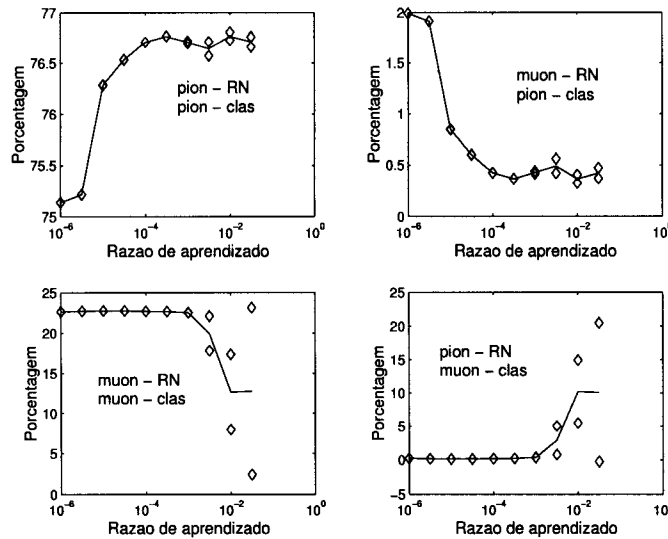 77
76.5
76
75.5
75
Porcentagem
pion − RN
pion − clas
10^-6 10^-4 10^-2 10^0
Razao de aprendizado
2
1.5
1
0.5
0
Porcentagem
muon − RN
pion − clas
10^-6 10^-4 10^-2 10^0
Razao de aprendizado
25
20
15
10
5
0
Porcentagem
muon − RN
muon − clas
10^-6 10^-4 10^-2 10^0
Razao de aprendizado
25
20
15
10
5
0
−5
Porcentagem
pion − RN
muon − clas
10^-6 10^-4 10^-2 10^0
Razao de aprendizado